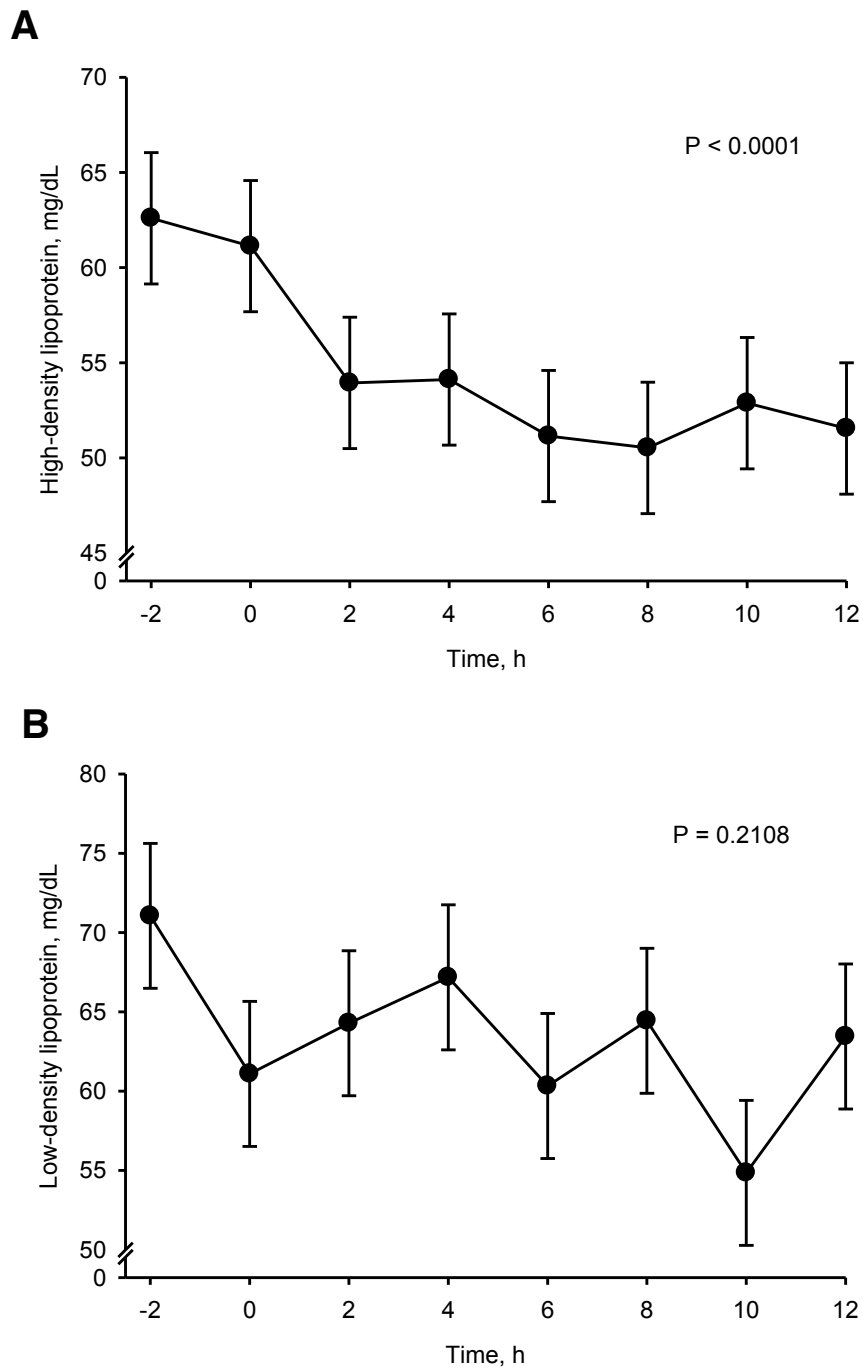 A
70
65
60
55
50
45
0
High-density lipoprotein, mg/dL
P < 0.0001
-2 0 2 4 6 8 10 12
Time, h
B
80
75
70
65
60
55
50
0
Low-density lipoprotein, mg/dL
P = 0.2108
-2 0 2 4 6 8 10 12
Time, h